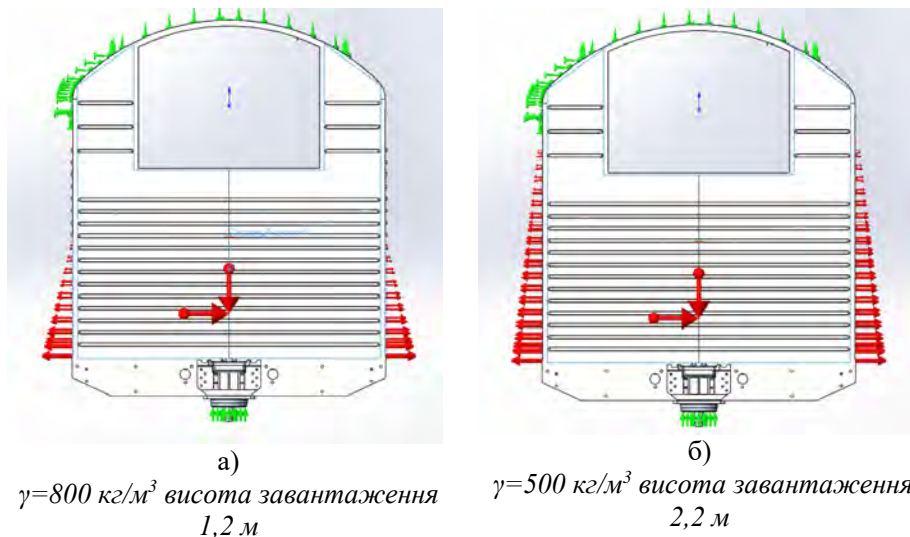 а)
γ=800 кг/м³ висота завантаження
1,2 м
б)
γ=500 кг/м³ висота завантаження
2,2 м